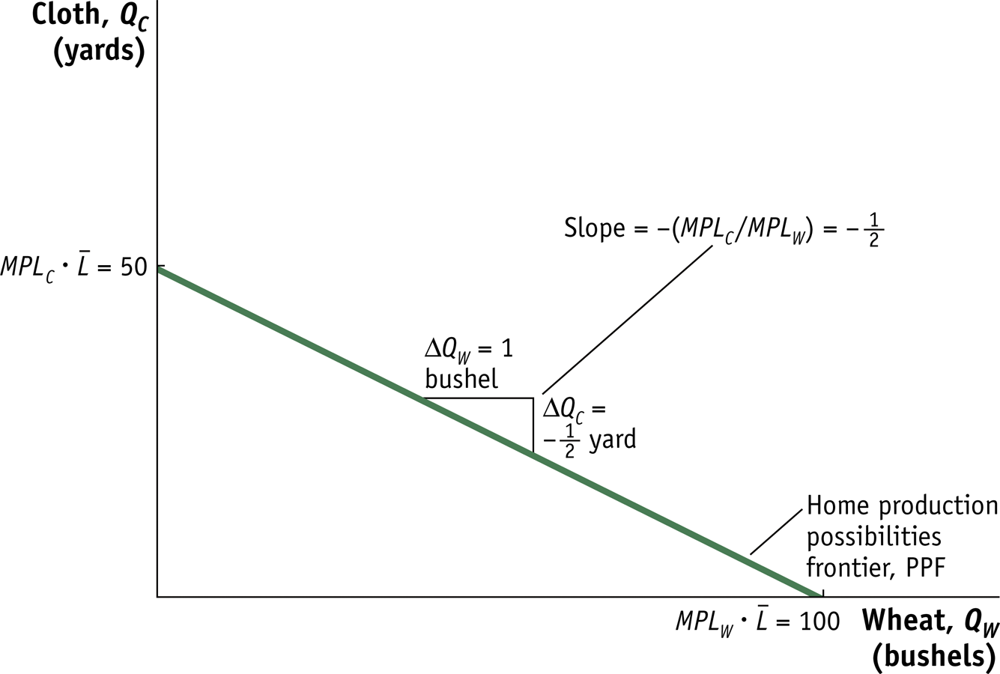 Cloth, Q_C
(yards)
Slope = –(MPL_C/MPL_W) = –1/2
MPL_C · L̅ = 50
ΔQ_W = 1
bushel
ΔQ_C =
–1/2 yard
Home production
possibilities
frontier, PPF
MPL_W · L̅ = 100
Wheat, Q_W
(bushels)